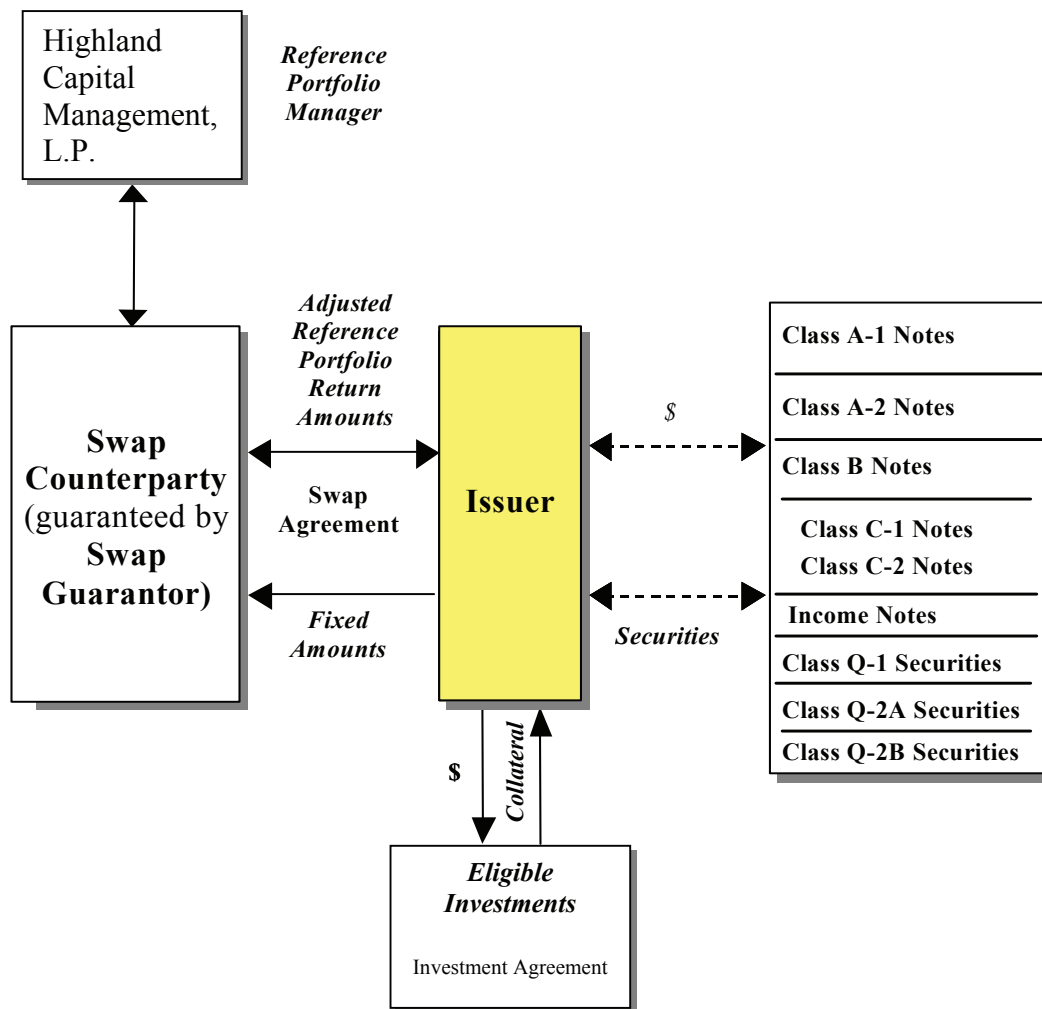 Highland
Capital
Management,
L.P.
Reference
Portfolio
Manager
Swap
Counterparty
(guaranteed by
Swap
Guarantor)
Adjusted
Reference
Portfolio
Return
Amounts
Swap
Agreement
Fixed
Amounts
Issuer
$
Securities
Class A-1 Notes
Class A-2 Notes
Class B Notes
Class C-1 Notes
Class C-2 Notes
Income Notes
Class Q-1 Securities
Class Q-2A Securities
Class Q-2B Securities
$
Collateral
Eligible
Investments
Investment Agreement